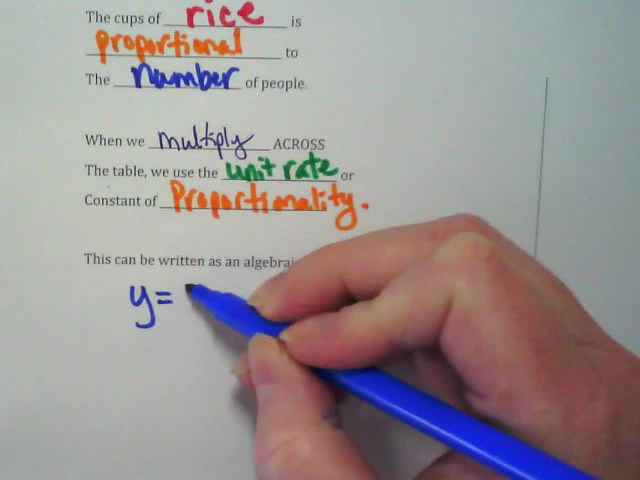 The cups of rice is
proportional to
The number of people
When we multiply ACROSS
The table, we use the unit rate or
Constant of Proportionality.
This can be written as an
y=